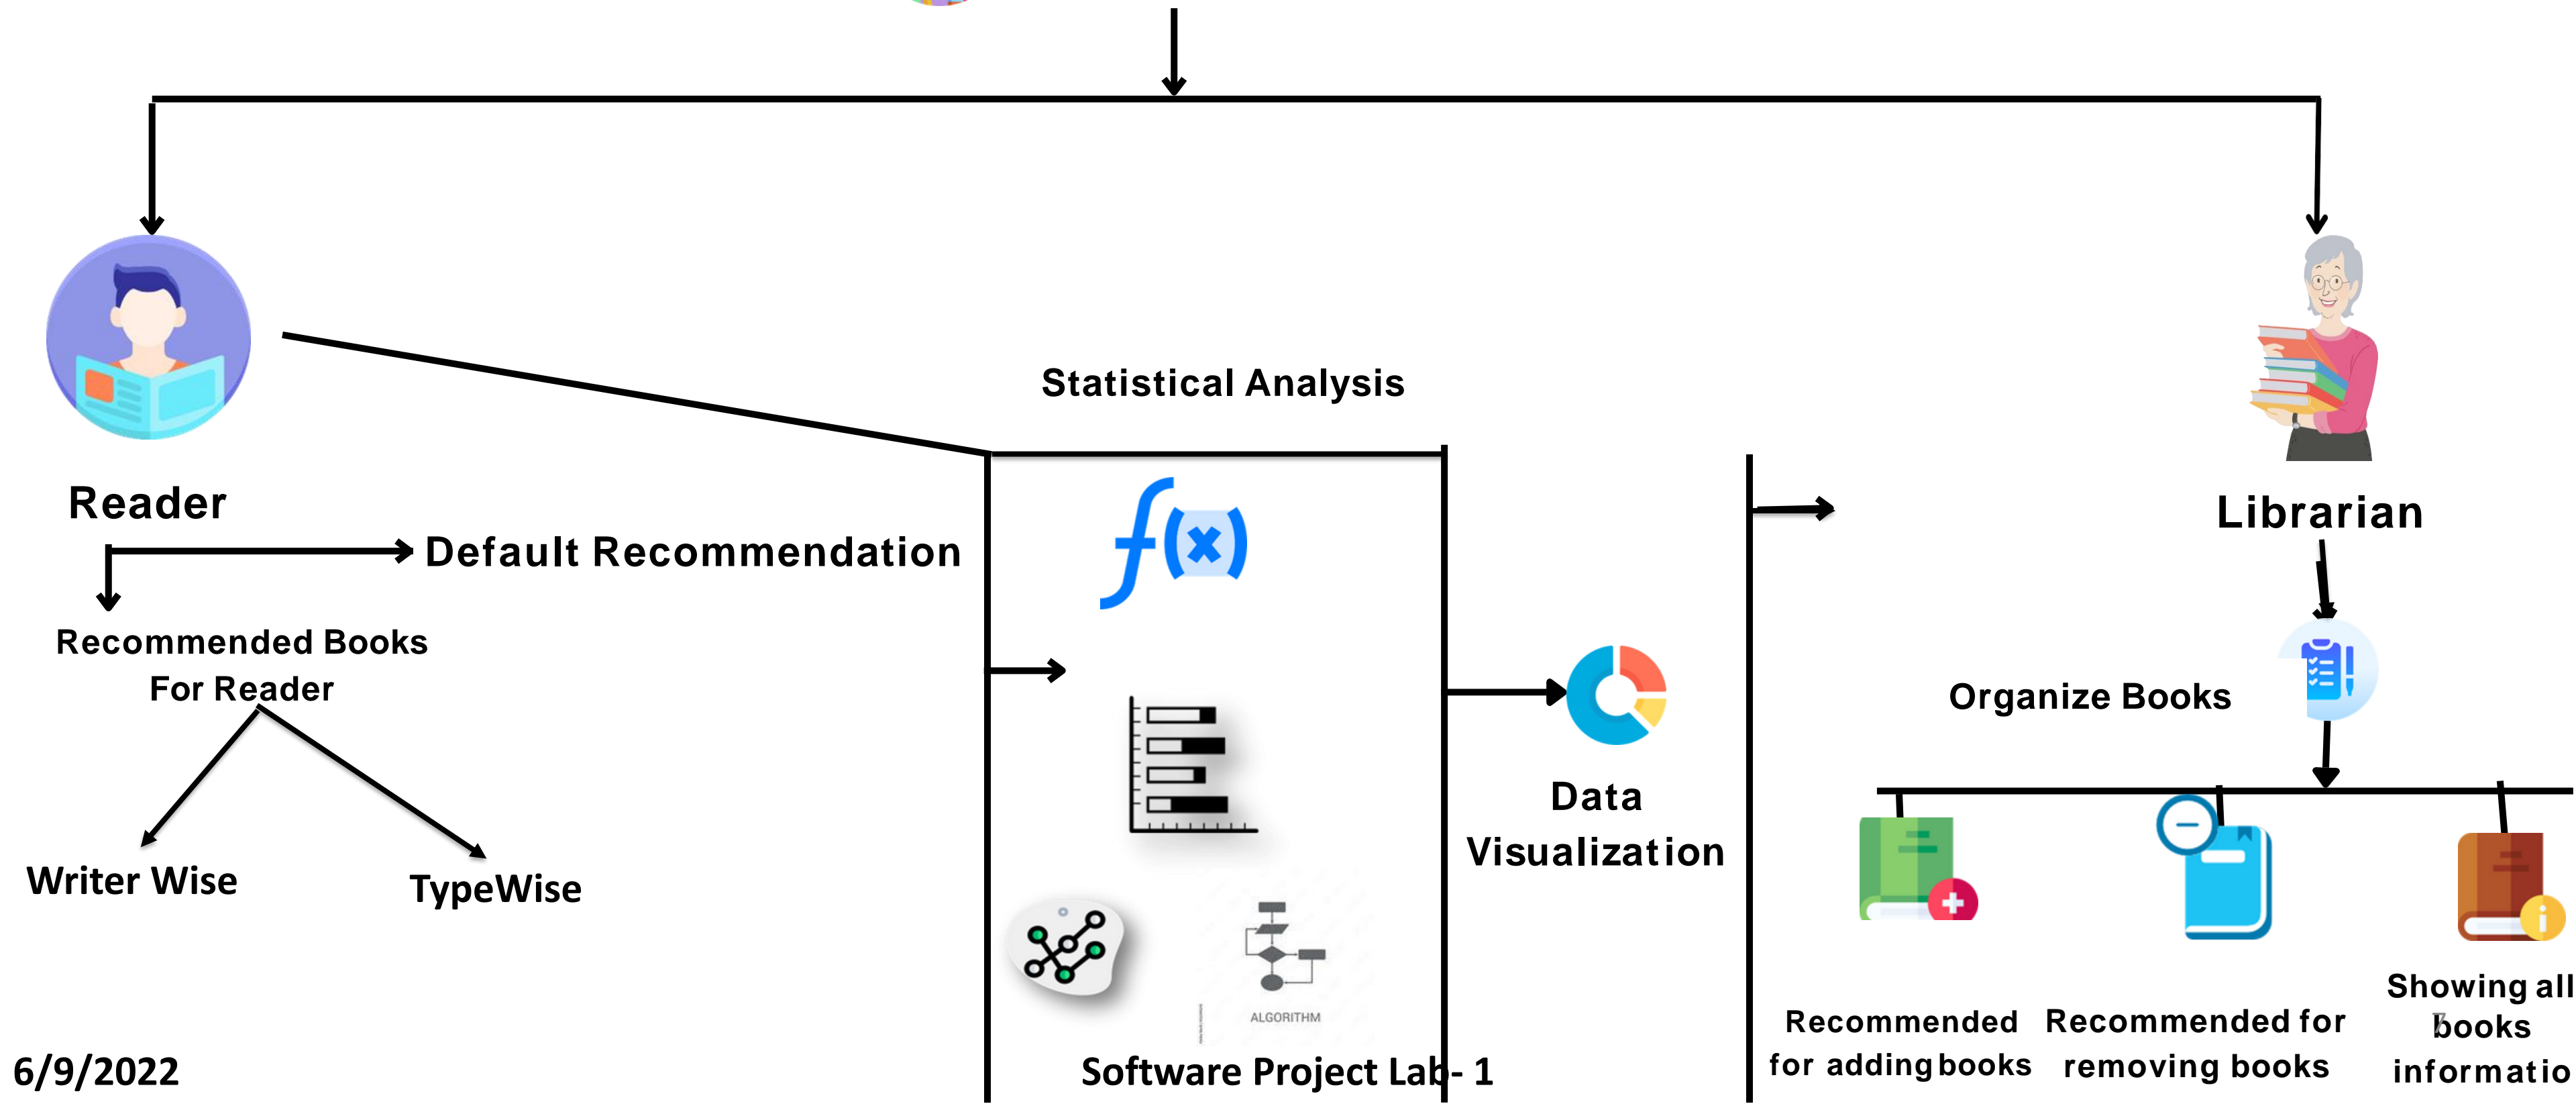 Statistical Analysis
Reader
Default Recommendation
Recommended Books
For Reader
Writer Wise
TypeWise
f(x)
ALGORITHM
Data
Visualization
Librarian
Organize Books
Recommended
for adding books
Recommended for
removing books
Showing all
books
informatio
7
6/9/2022
Software Project Lab- 1